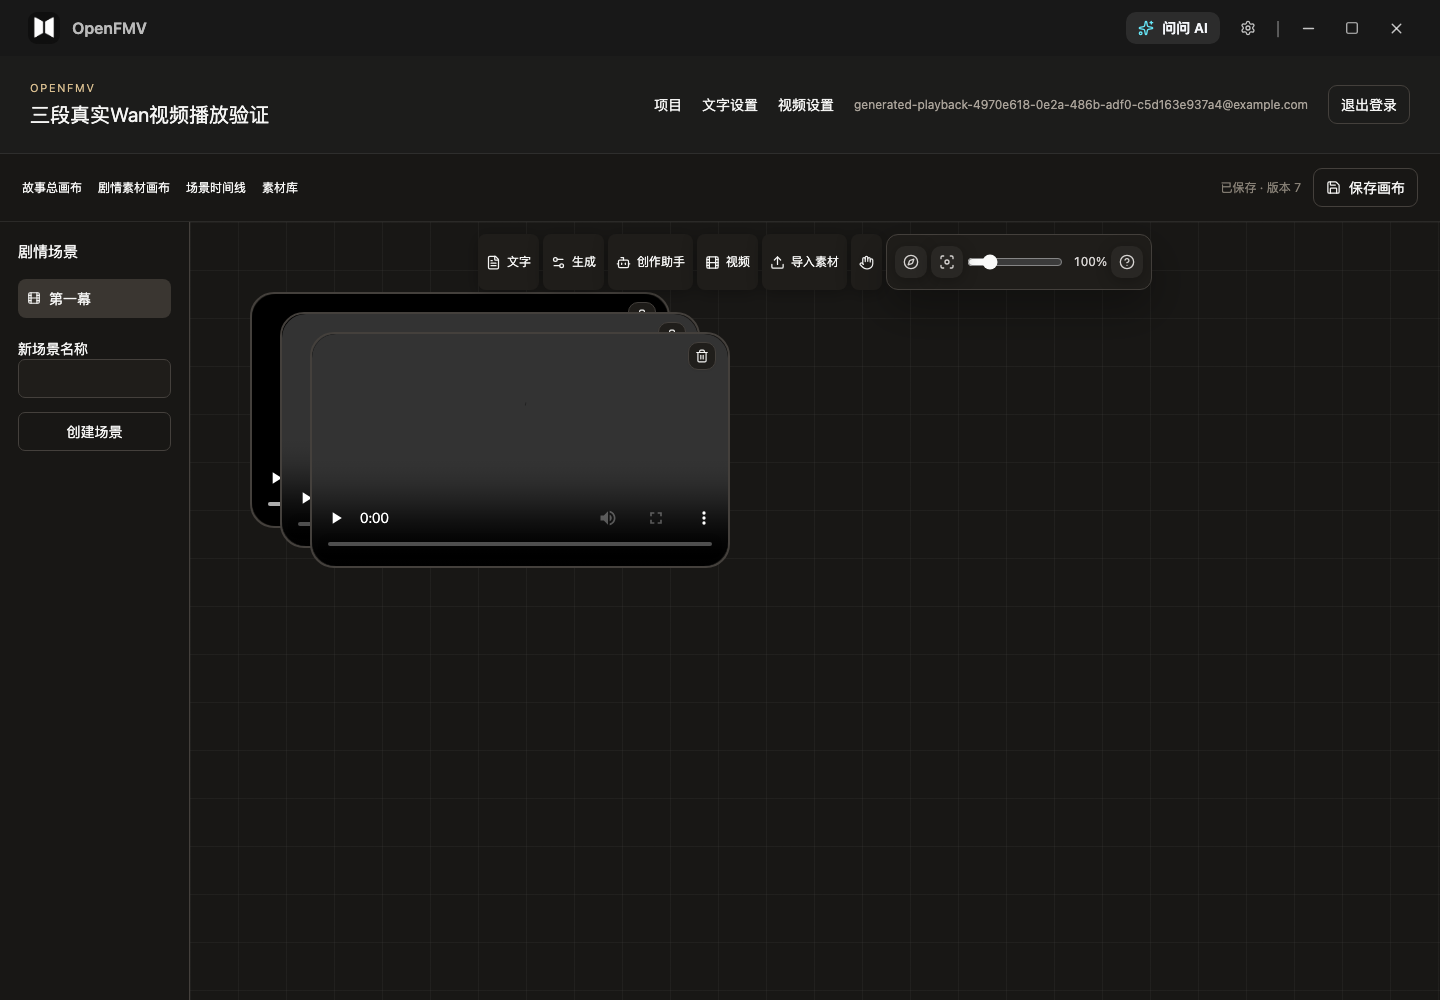 OpenFMV
问问 AI
OPENFMV
三段真实Wan视频播放验证
项目
文字设置
视频设置
generated-playback-4970e618-0e2a-486b-adf0-c5d163e937a4@example.com
退出登录
故事总画布
剧情素材画布
场景时间线
素材库
已保存 · 版本 7
保存画布
剧情场景
第一幕
新场景名称
创建场景
文字
生成
创作助手
视频
导入素材
100%
0:00